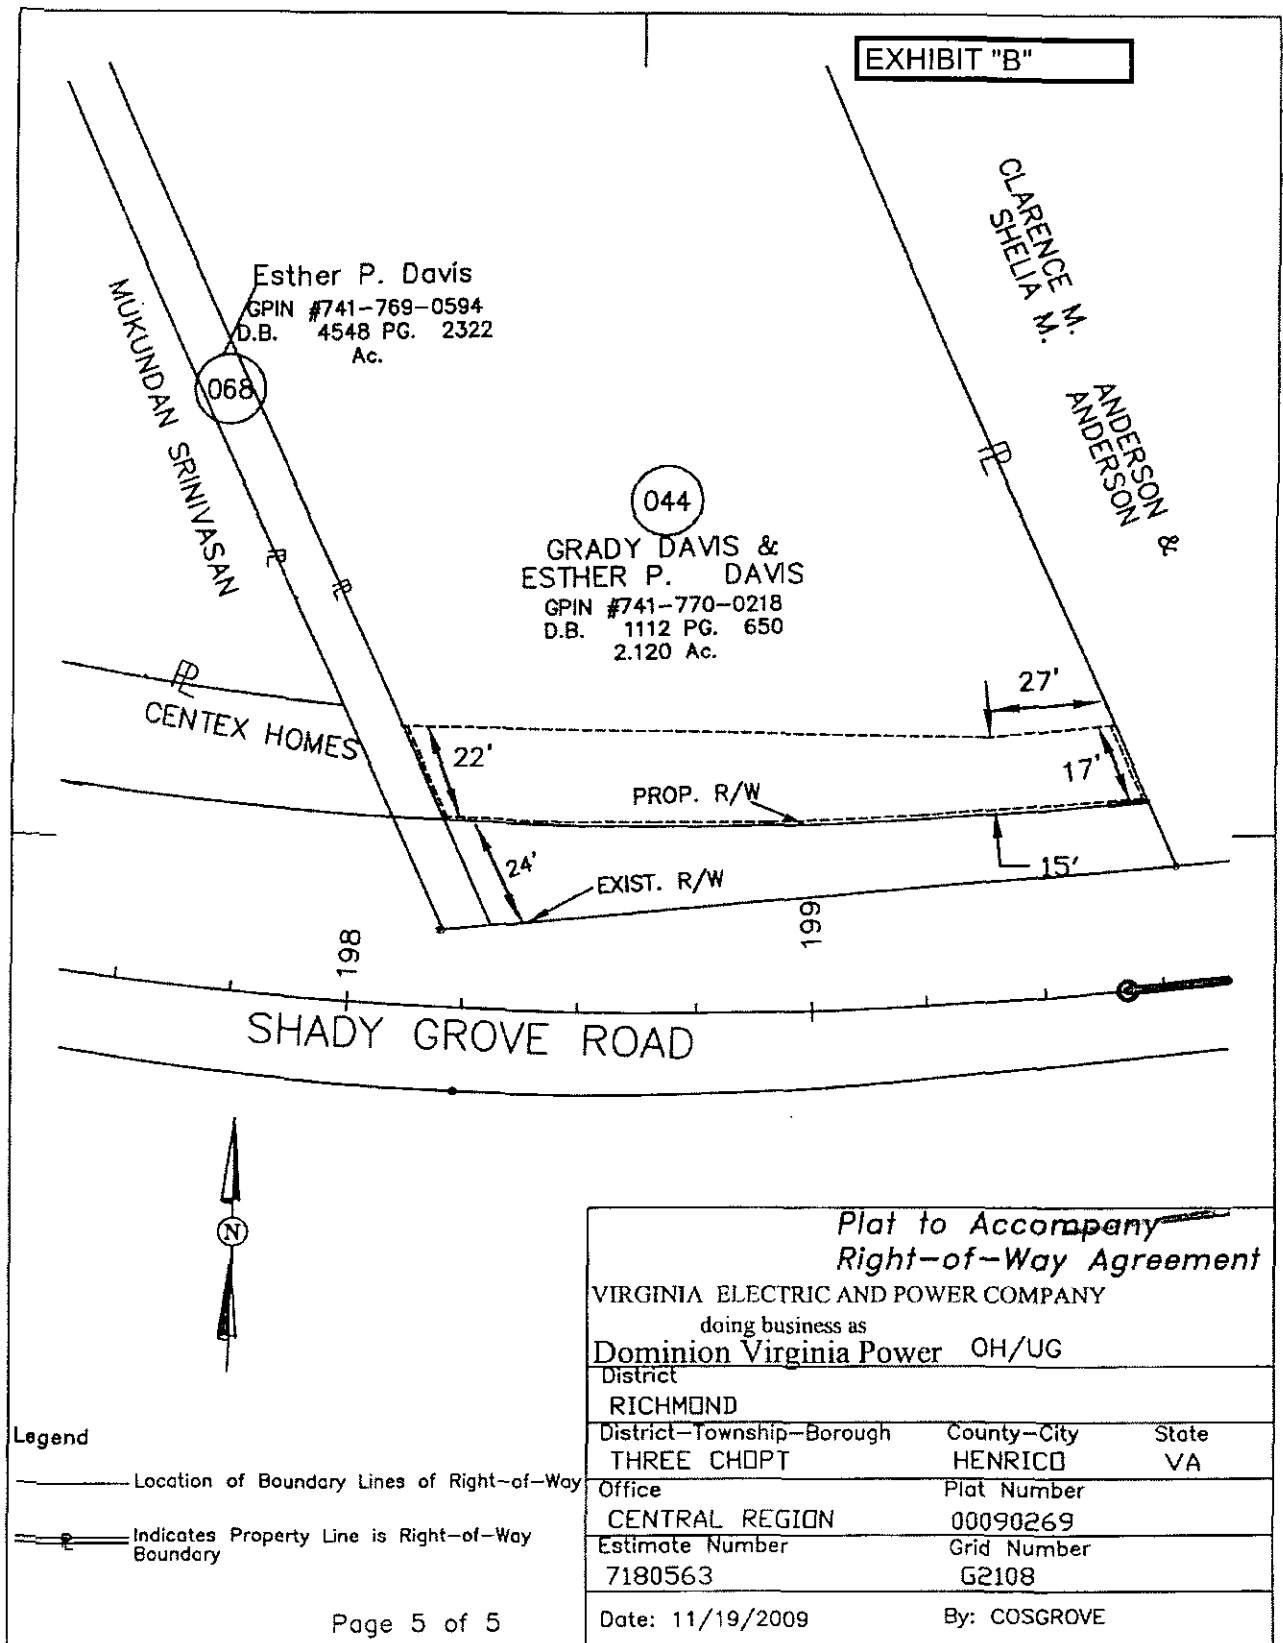 EXHIBIT "B"
CLARENCE M. ANDERSON &
SHELIA M. ANDERSON
Esther P. Davis
GPIN #741-769-0594
D.B. 4548 PG. 2322
Ac.
068
MUKUNDAN SRINIVASAN
044
GRADY DAVIS &
ESTHER P. DAVIS
GPIN #741-770-0218
D.B. 1112 PG. 650
2.120 Ac.
PL
PL
PL
PL
27'
CENTEX HOMES
22'
17'
PROP. R/W
24'
15'
EXIST. R/W
198
199
SHADY GROVE ROAD
N
Plat to Accompany
Right-of-Way Agreement
VIRGINIA ELECTRIC AND POWER COMPANY
doing business as
Dominion Virginia Power OH/UG
District
RICHMOND
District-Township-Borough County-City State
THREE CHOPT HENRICO VA
Office Plat Number
CENTRAL REGION 00090269
Estimate Number Grid Number
7180563 G2108
Date: 11/19/2009 By: COSGROVE
Legend
Location of Boundary Lines of Right-of-Way
PL Indicates Property Line is Right-of-Way
Boundary
Page 5 of 5